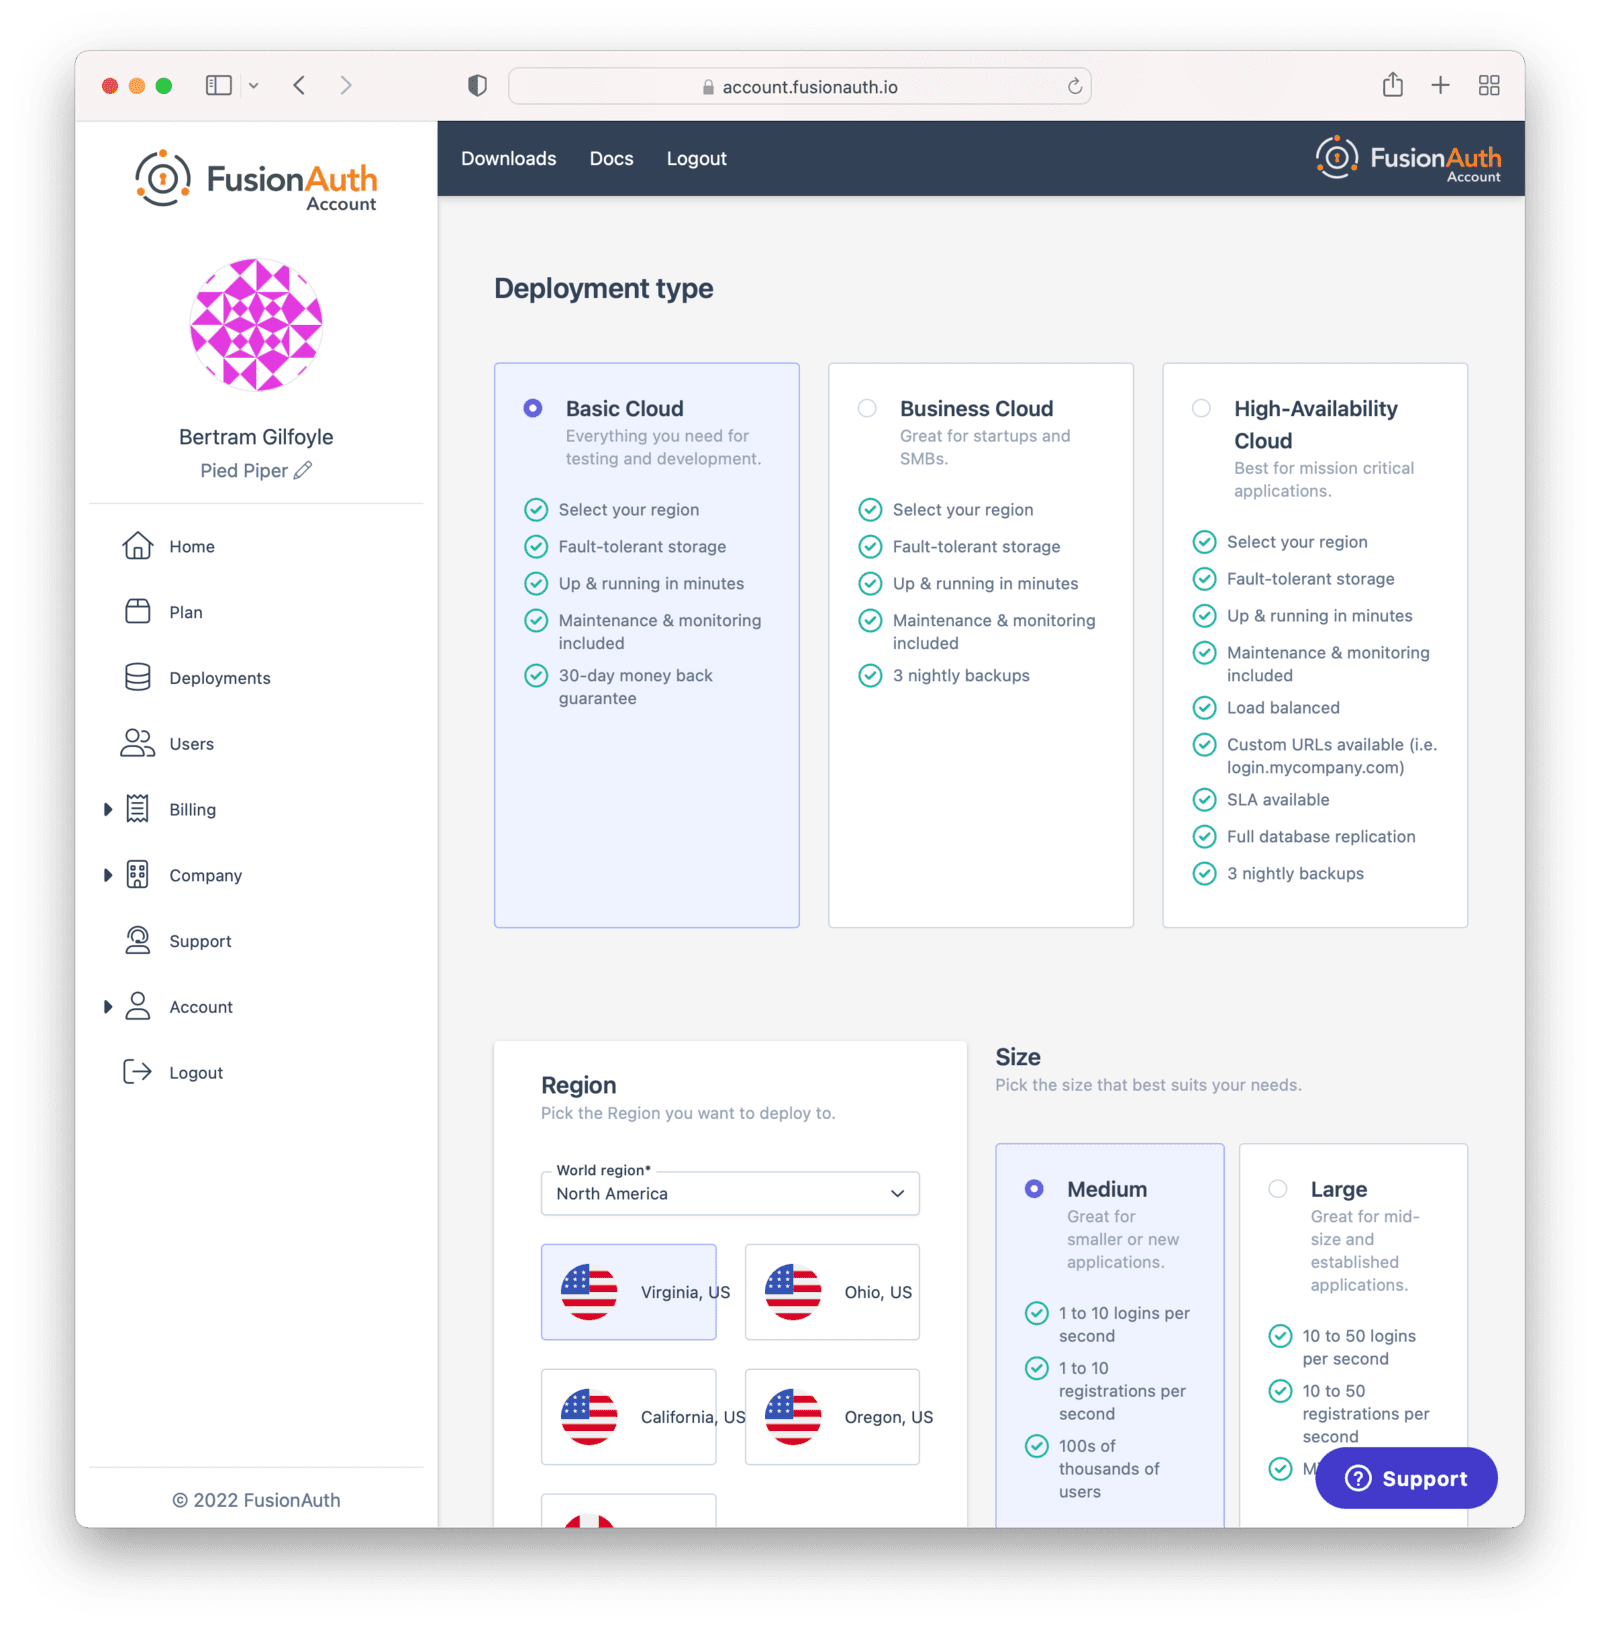 account.fusionauth.io
FusionAuth
Account
Bertram Gilfoyle
Pied Piper
Home
Plan
Deployments
Users
Billing
Company
Support
Account
Logout
© 2022 FusionAuth
Downloads
Docs
Logout
FusionAuth
Account
Deployment type
Basic Cloud
Everything you need for
testing and development.
Select your region
Fault-tolerant storage
Up & running in minutes
Maintenance & monitoring
included
30-day money back
guarantee
Business Cloud
Great for startups and
SMBs.
Select your region
Fault-tolerant storage
Up & running in minutes
Maintenance & monitoring
included
3 nightly backups
High-Availability
Cloud
Best for mission critical
applications.
Select your region
Fault-tolerant storage
Up & running in minutes
Maintenance & monitoring
included
Load balanced
Custom URLs available (i.e.
login.mycompany.com)
SLA available
Full database replication
3 nightly backups
Region
Pick the Region you want to deploy to.
World region*
North America
Virginia, US
Ohio, US
California, US
Oregon, US
Size
Pick the size that best suits your needs.
Medium
Great for
smaller or new
applications.
1 to 10 logins per
second
1 to 10
registrations per
second
100s of
thousands of
users
Large
Great for mid-
size and
established
applications.
10 to 50 logins
per second
10 to 50
registrations per
second
Support